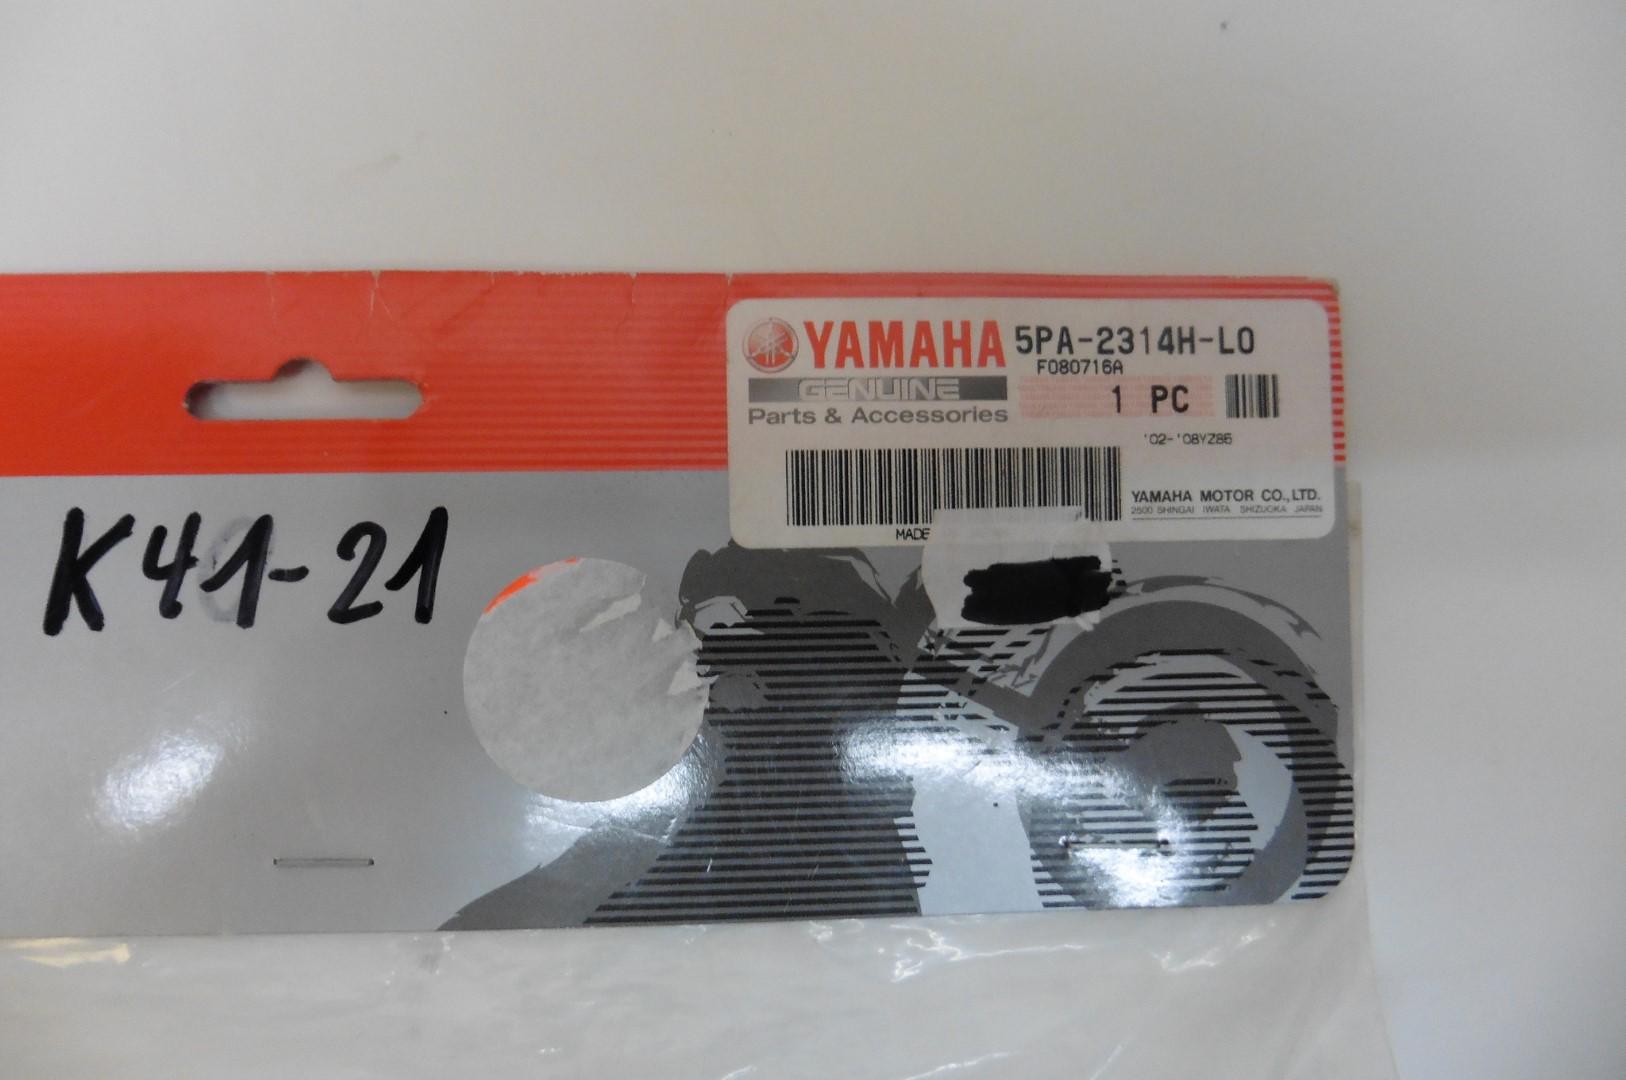 YAMAHA 5PA-2314H-L0
F080716A
GENUINE
1 PC
Parts & Accessories
'02-'08YZ85
YAMAHA MOTOR CO.,LTD.
2500 SHINGAI IWATA SHIZUOKA JAPAN
MADE
K41-21